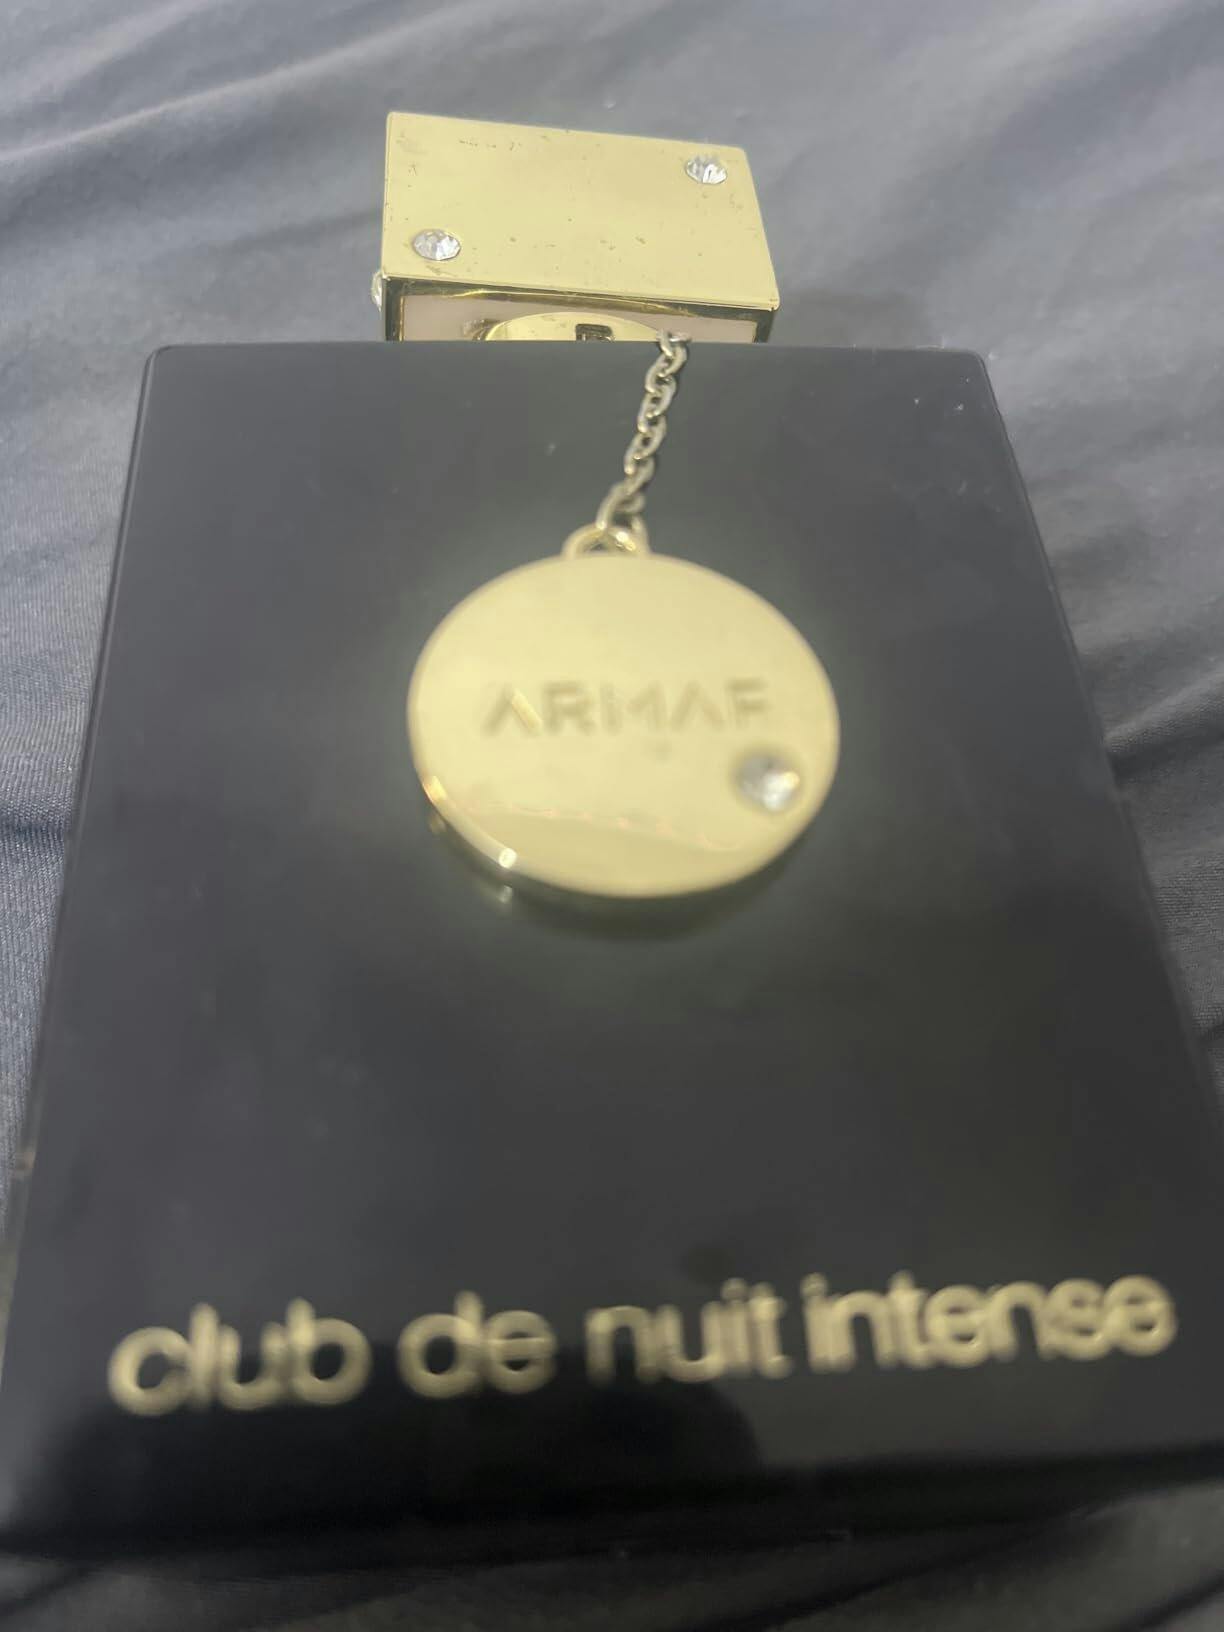 ARMAF
club de nuit intense